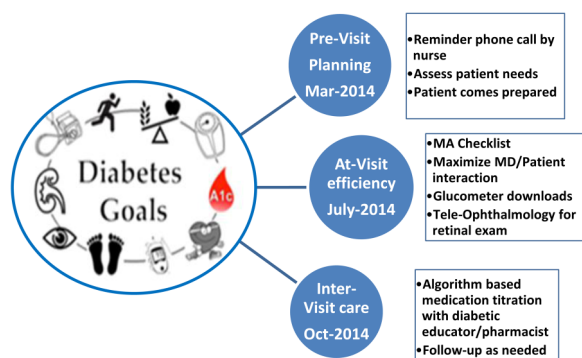 Diabetes
Goals
A1c
Pre-Visit
Planning
Mar-2014
•Reminder phone call by
nurse
•Assess patient needs
•Patient comes prepared
At-Visit
efficiency
July-2014
•MA Checklist
•Maximize MD/Patient
interaction
•Glucometer downloads
•Tele-Ophthalmology for
retinal exam
Inter-
Visit care
Oct-2014
•Algorithm based
medication titration
with diabetic
educator/pharmacist
•Follow-up as needed